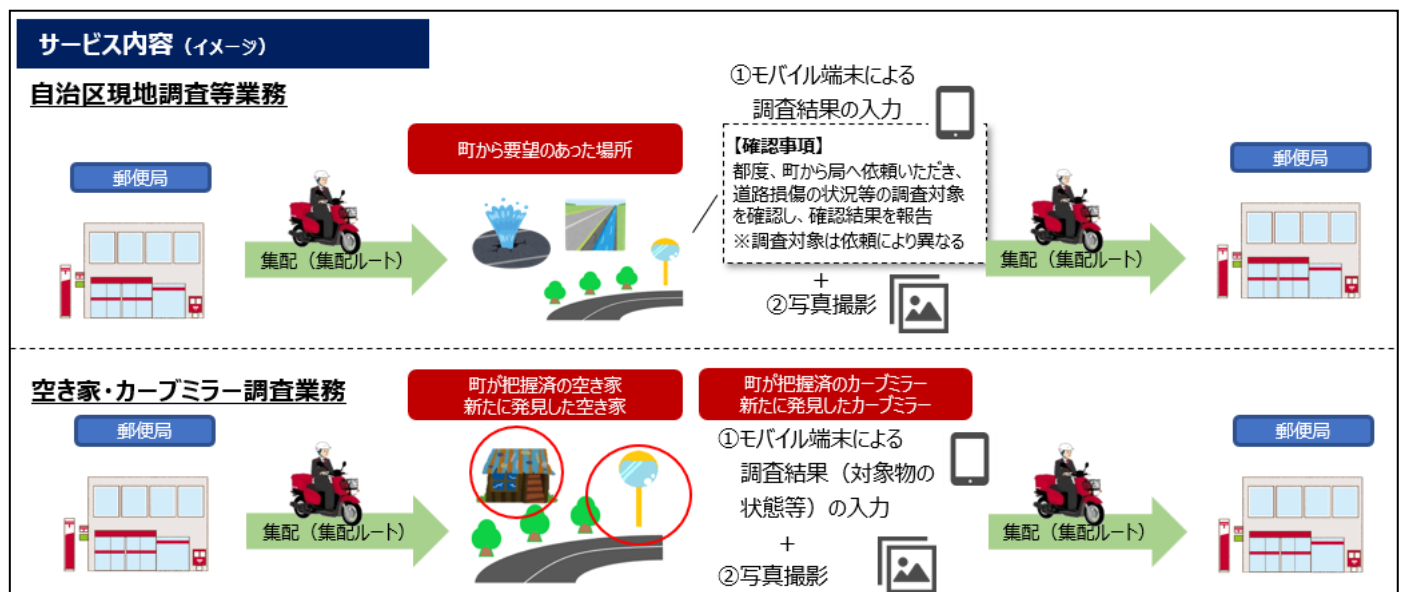 サービス内容（イメージ）
自治区現地調査等業務
郵便局
集配（集配ルート）
町から要望のあった場所
①モバイル端末による
調査結果の入力
【確認事項】
都度、町から局へ依頼いただき、
道路損傷の状況等の調査対象
を確認し、確認結果を報告
※調査対象は依頼により異なる
+
②写真撮影
集配（集配ルート）
郵便局
空き家・カーブミラー調査業務
郵便局
集配（集配ルート）
町が把握済の空き家
新たに発見した空き家
町が把握済のカーブミラー
新たに発見したカーブミラー
①モバイル端末による
調査結果（対象物の
状態等）の入力
+
②写真撮影
集配（集配ルート）
郵便局